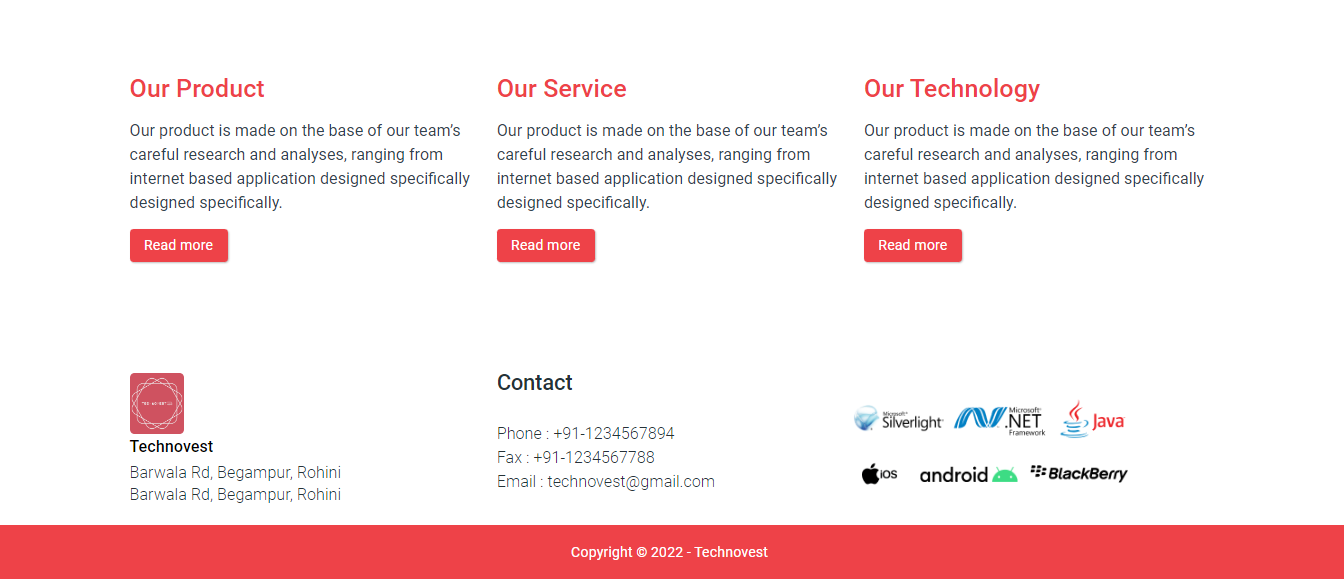 Our Product
Our product is made on the base of our team’s
careful research and analyses, ranging from
internet based application designed specifically
designed specifically.
Read more
Our Service
Our product is made on the base of our team’s
careful research and analyses, ranging from
internet based application designed specifically
designed specifically.
Read more
Our Technology
Our product is made on the base of our team’s
careful research and analyses, ranging from
internet based application designed specifically
designed specifically.
Read more
Technovest
Barwala Rd, Begampur, Rohini
Barwala Rd, Begampur, Rohini
Contact
Phone : +91-1234567894
Fax : +91-1234567788
Email : technovest@gmail.com
Microsoft®
Silverlight™
Microsoft®
.NET
Framework
Java
iOS
android
BlackBerry
Copyright © 2022 - Technovest